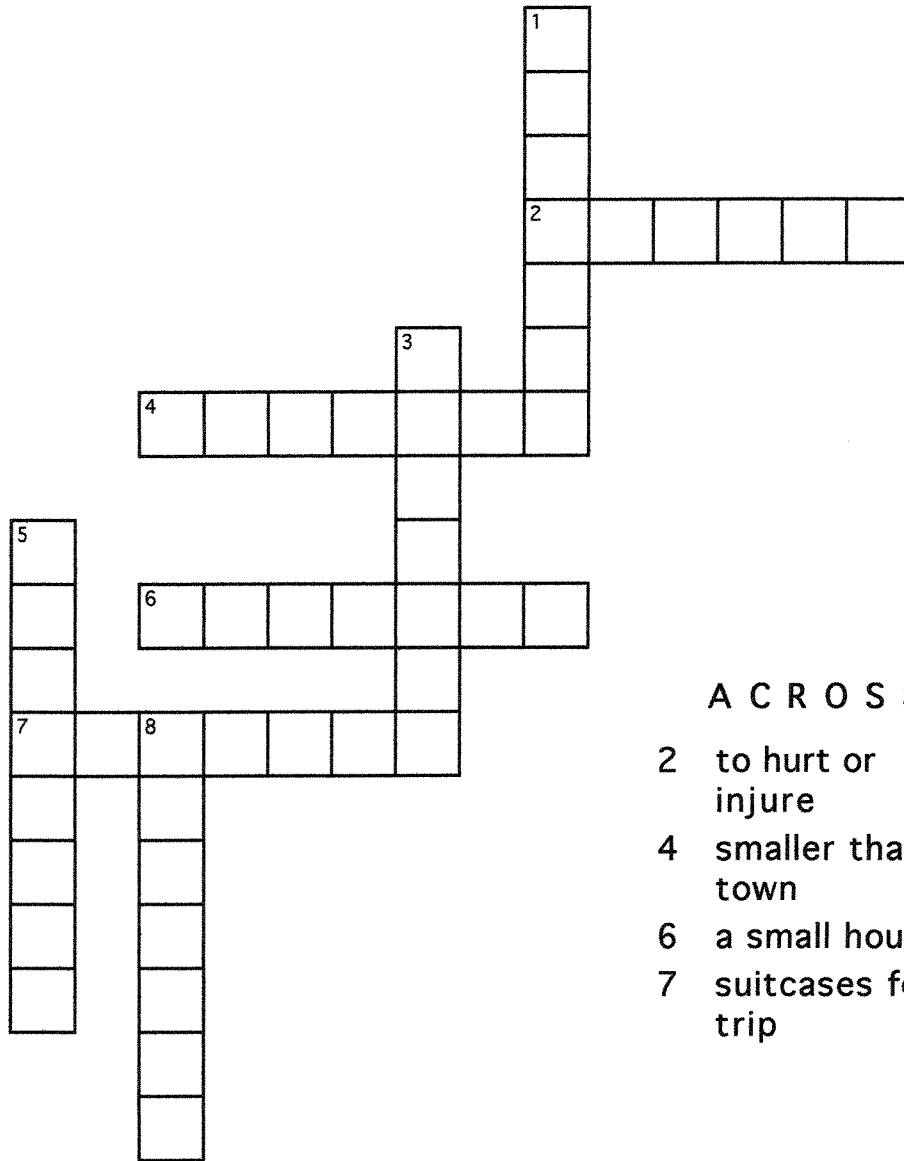 1
2
3
4
5
6
7
8
A C R O S
2 to hurt or
injure
4 smaller tha
town
6 a small hou
7 suitcases f
trip